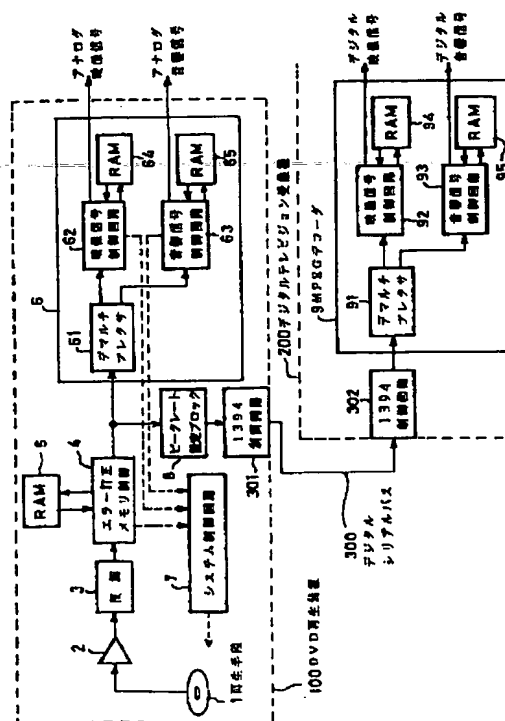 アナログ
映像信号
アナログ
音響信号
デジタル
映像信号
デジタル
音響信号
6
62
映像信号
制御回路
RAM
64
音響信号
制御回路
63
RAM
65
61
デマルチ
プレクサ
5
RAM
4
エラー訂正
メモリ制御
3
復調
2
1再生手段
7
システム制御回路
ピークレート
設定ブロック
8
1394
制御回路
301
100DVD再生装置
300
デジタル
シリアルバス
200デジタルテレビジョン受像機
9MPEGデコーダ
302
1394
制御回路
91
デマルチ
プレクサ
映像信号
制御回路
92
RAM
94
音響信号
制御回路
93
RAM
95